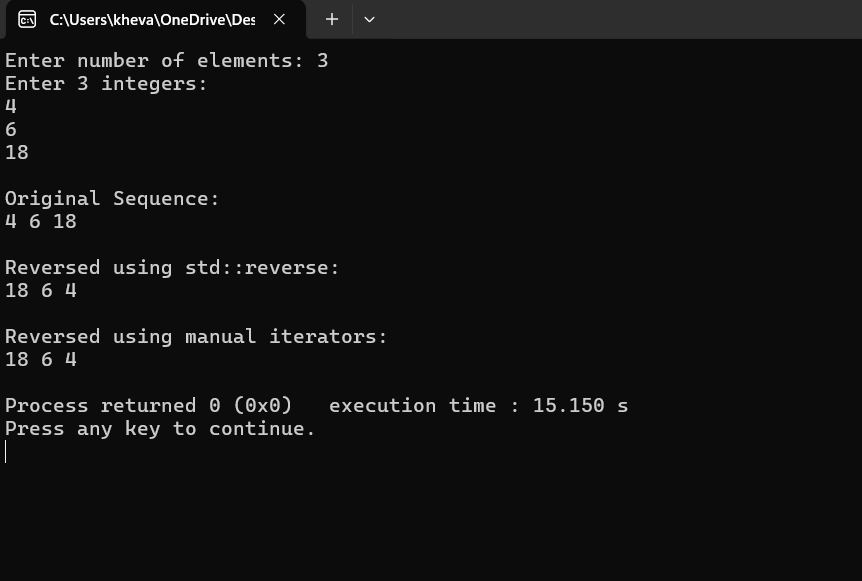 C:\Users\kheva\OneDrive\Des
Enter number of elements: 3
Enter 3 integers:
4
6
18
Original Sequence:
4 6 18
Reversed using std::reverse:
18 6 4
Reversed using manual iterators:
18 6 4
Process returned 0 (0x0)   execution time : 15.150 s
Press any key to continue.